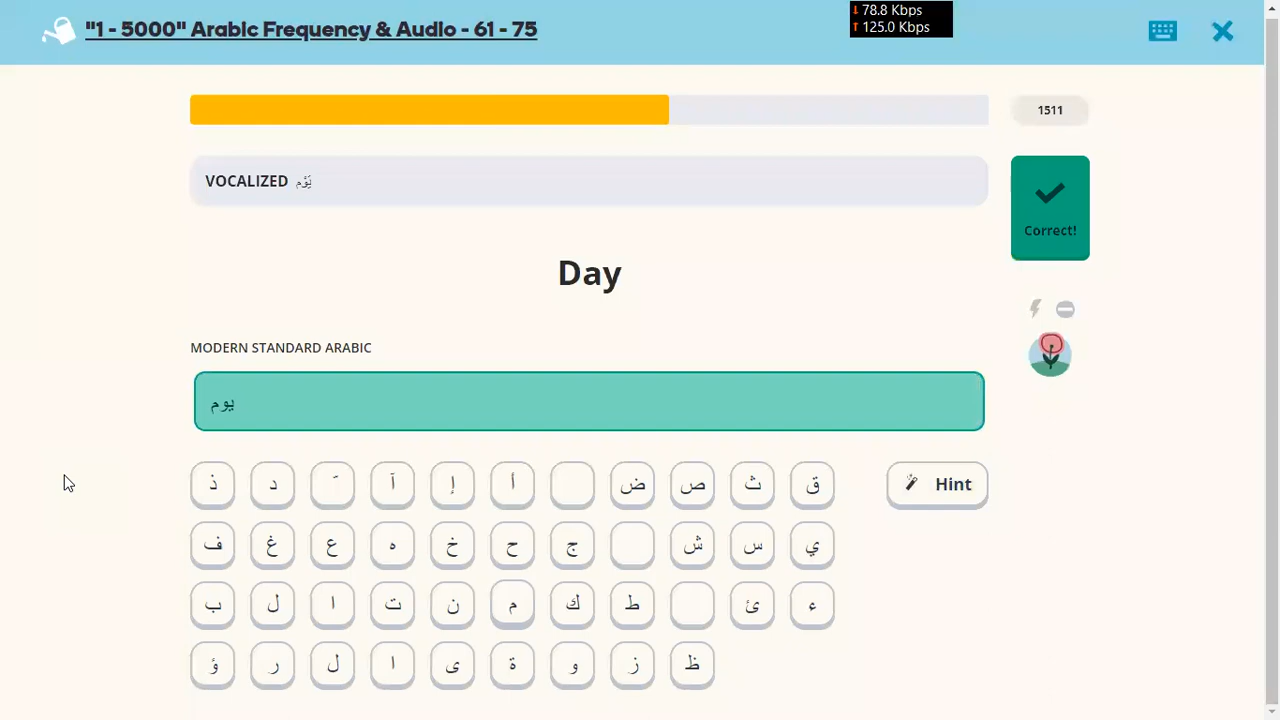 "1 - 5000" Arabic Frequency & Audio - 61 - 75
↓ 78.8 Kbps
↑ 125.0 Kbps
1511
VOCALIZED يَوْم
Correct!
Day
MODERN STANDARD ARABIC
يوم
ذ د َ آ إ أ ض ص ث ق
Hint
ف غ ع ه خ ح ج ش س ي
ب ل ا ت ن م ك ط ئ ء
ؤ ر ل ا ى ة و ز ظ